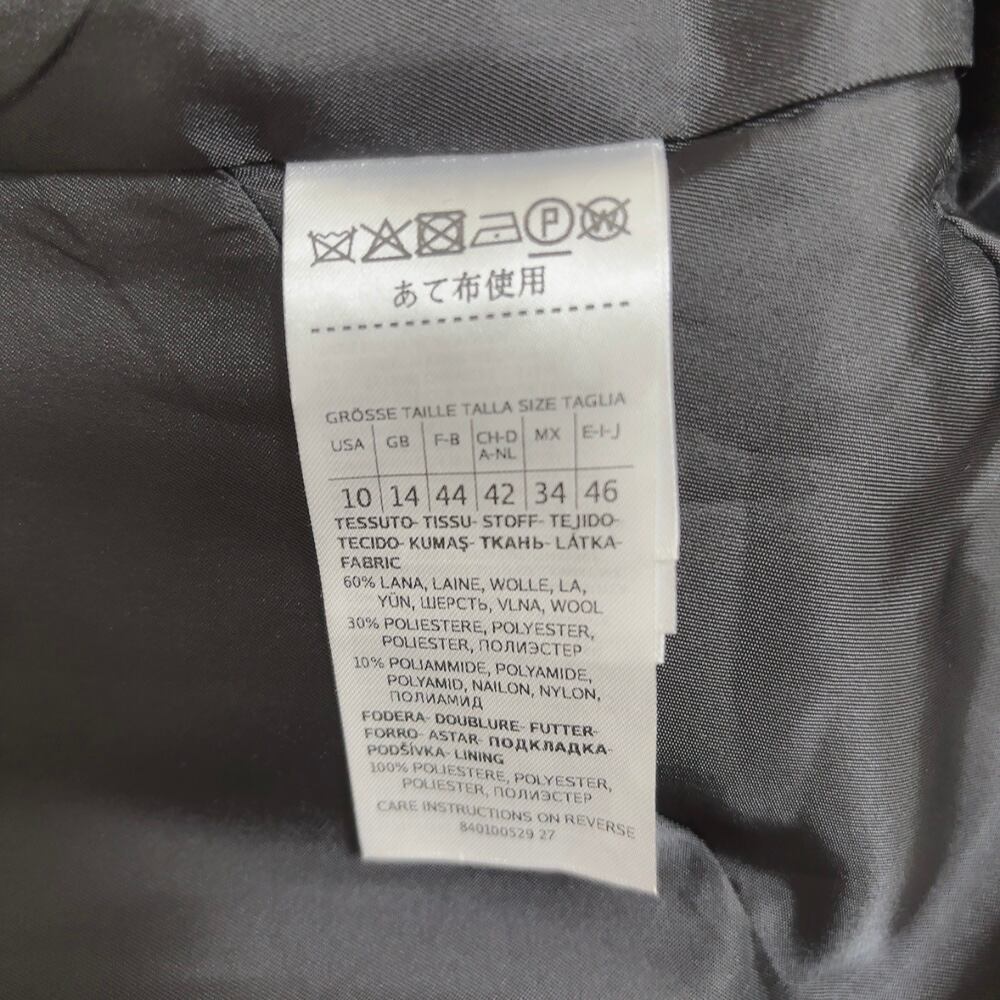 P W
あて布使用
GRÖSSE TAILLE TALLA SIZE TAGLIA
USA GB F-B CH-D A-NL MX E-I-J
10 14 44 42 34 46
TESSUTO- TISSU- STOFF- TEJIDO-
TECIDO- KUMAŞ- ТКАНЬ- LÁTKA-
FABRIC
60% LANA, LAINE, WOLLE, LA,
YÜN, ШЕРСТЬ, VLNA, WOOL
30% POLIESTERE, POLYESTER,
POLIESTER, ПОЛИЭСТЕР
10% POLIAMMIDE, POLYAMIDE,
POLYAMID, NAILON, NYLON,
ПОЛИАМИД
FODERA- DOUBLURE- FUTTER-
FORRO- ASTAR- ПОДКЛАДКА-
PODŠÍVKA- LINING
100% POLIESTERE, POLYESTER,
POLIESTER, ПОЛИЭСТЕР
CARE INSTRUCTIONS ON REVERSE
840100529 27